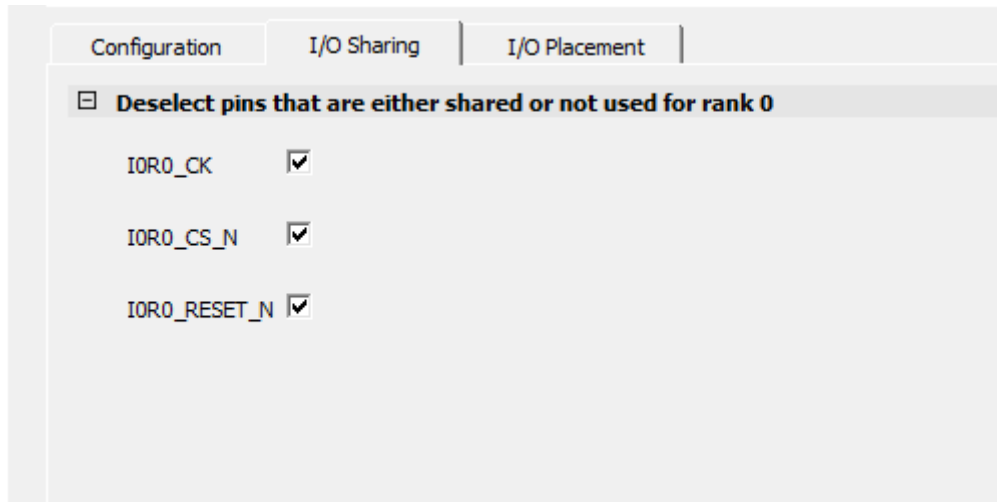 Configuration I/O Sharing I/O Placement
Deselect pins that are either shared or not used for rank 0
I0R0_CK
I0R0_CS_N
I0R0_RESET_N